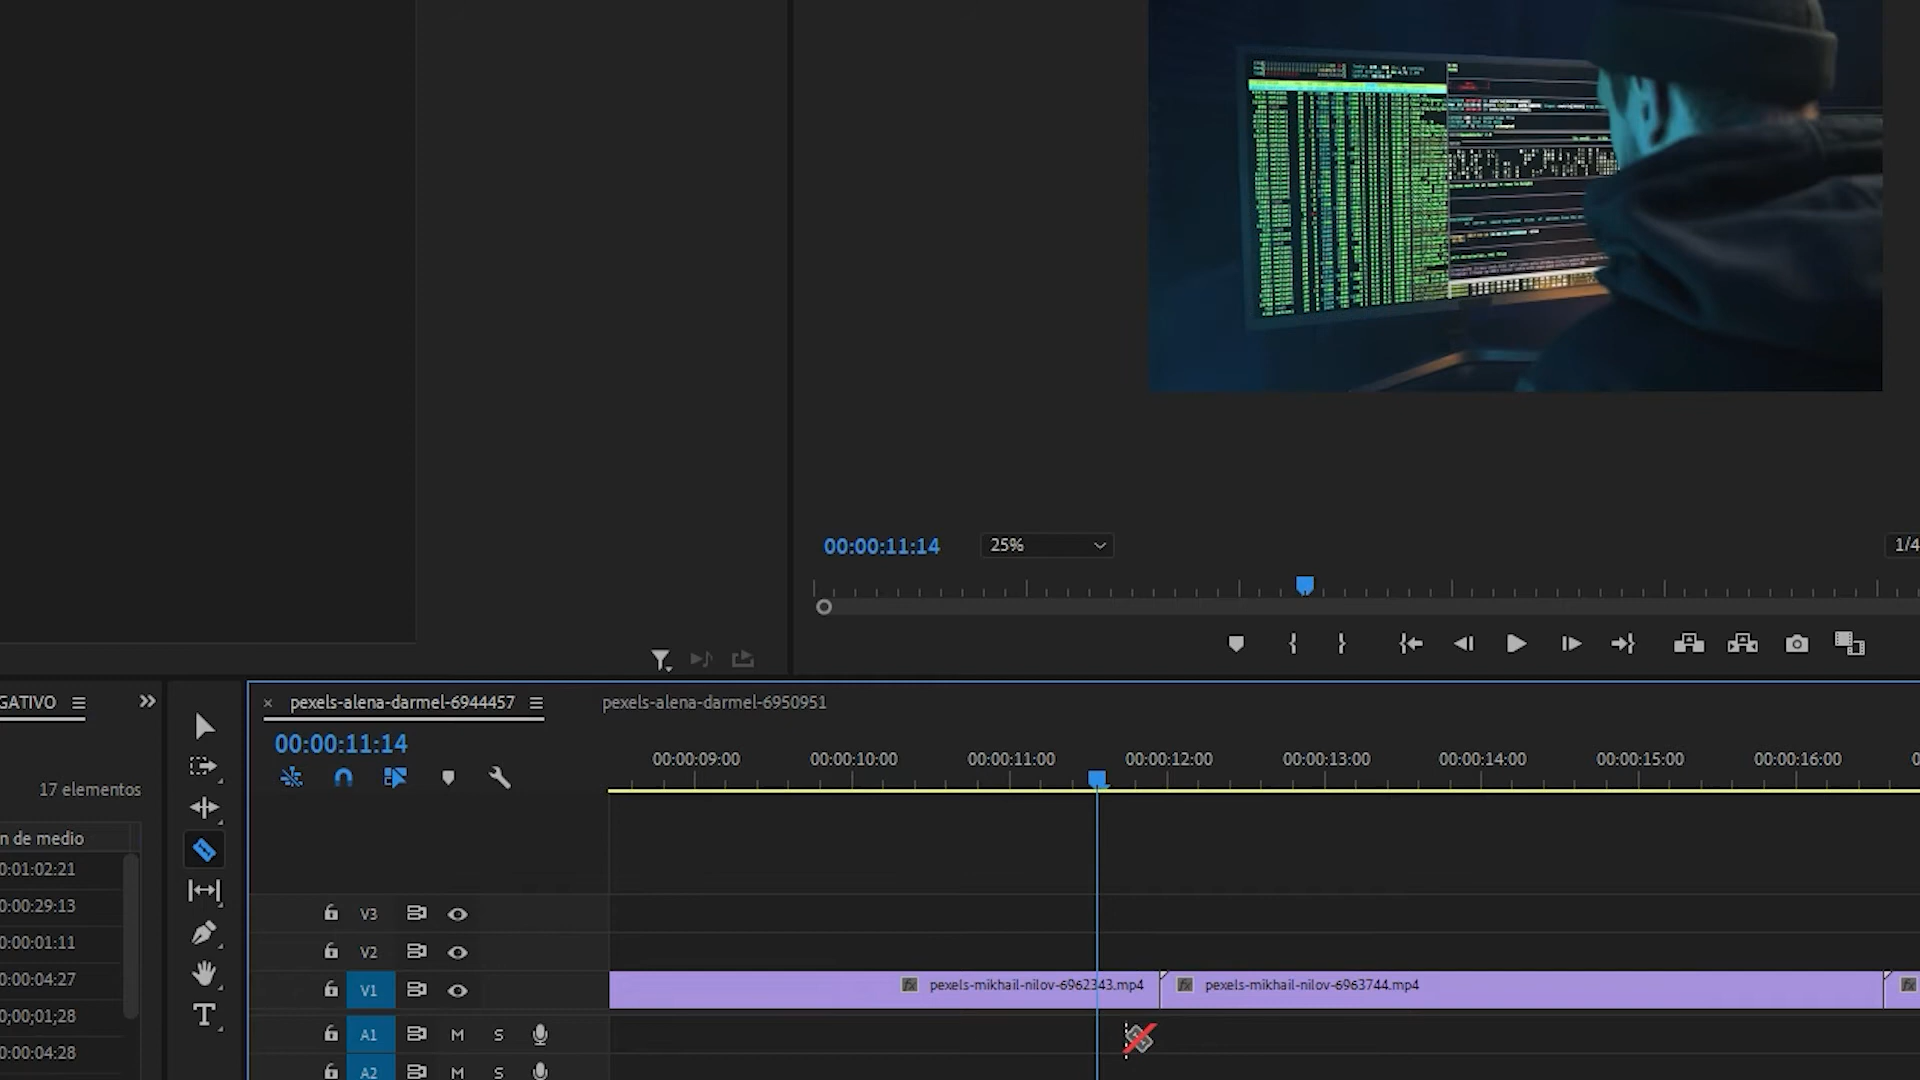 00:00:11:14 25% 1/4
GATIVO
pexels-alena-darmel-6944457 pexels-alena-darmel-6950951
00:00:11:14
00:00:09:00 00:00:10:00 00:00:11:00 00:00:12:00 00:00:13:00 00:00:14:00 00:00:15:00 00:00:16:00
17 elementos
n de medio
0:01:02:21
0:00:29:13
0:00:01:11
0:00:04:27
0;00;01;28
0:00:04:28
V3
V2
V1 fx pexels-mikhail-nilov-6962343.mp4 fx pexels-mikhail-nilov-6963744.mp4 fx
A1 M S
A2 M S